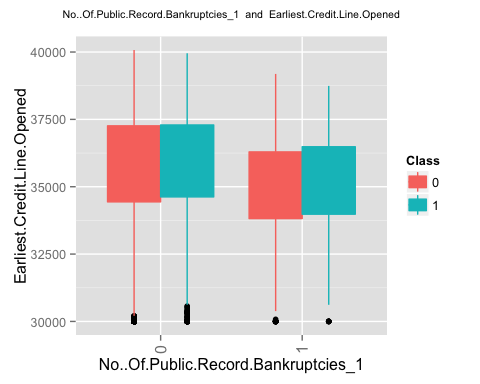 No..Of.Public.Record.Bankruptcies_1 and Earliest.Credit.Line.Opened
Earliest.Credit.Line.Opened
40000
37500
35000
32500
30000
0
1
No..Of.Public.Record.Bankruptcies_1
Class
0
1